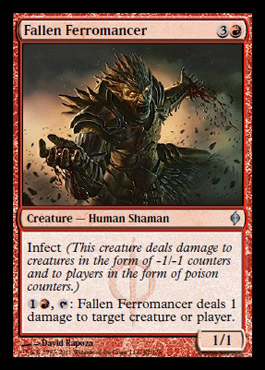 Fallen Ferromancer 3
Creature — Human Shaman
Infect (This creature deals damage to
creatures in the form of -1/-1 counters
and to players in the form of poison
counters.)
1, : Fallen Ferromancer deals 1
damage to target creature or player.
David Rapoza
1/1